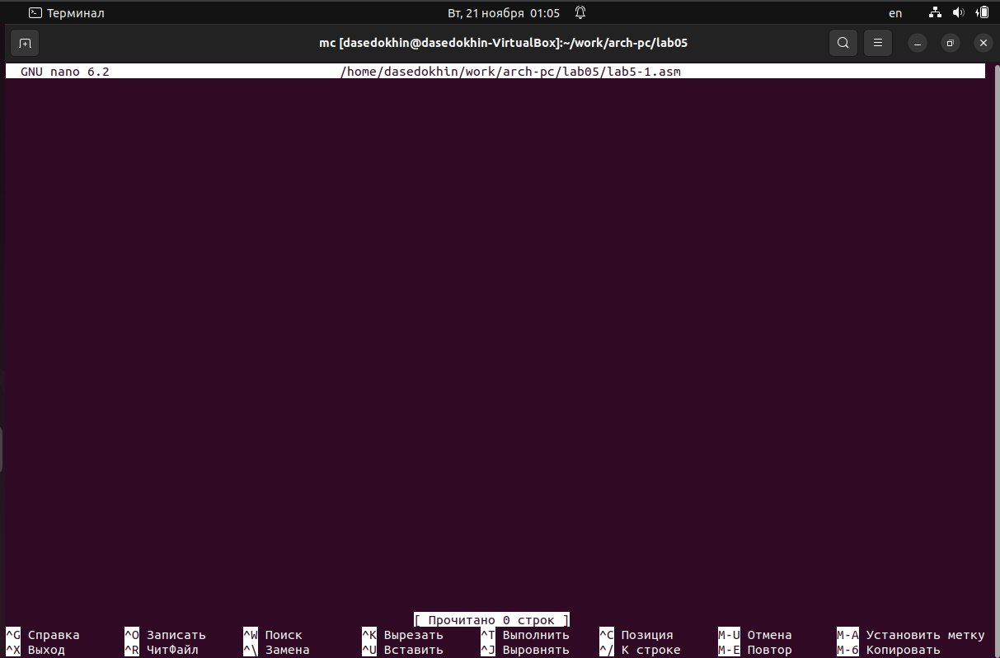 Терминал Вт, 21 ноября 01:05 en
mc [dasedokhin@dasedokhin-VirtualBox]:~/work/arch-pc/lab05
GNU nano 6.2 /home/dasedokhin/work/arch-pc/lab05/lab5-1.asm
[ Прочитано 0 строк ]
^G Справка ^O Записать ^W Поиск ^K Вырезать ^T Выполнить ^C Позиция M-U Отмена M-A Установить метку
^X Выход ^R ЧитФайл ^\ Замена ^U Вставить ^J Выровнять ^/ К строке M-E Повтор M-6 Копировать